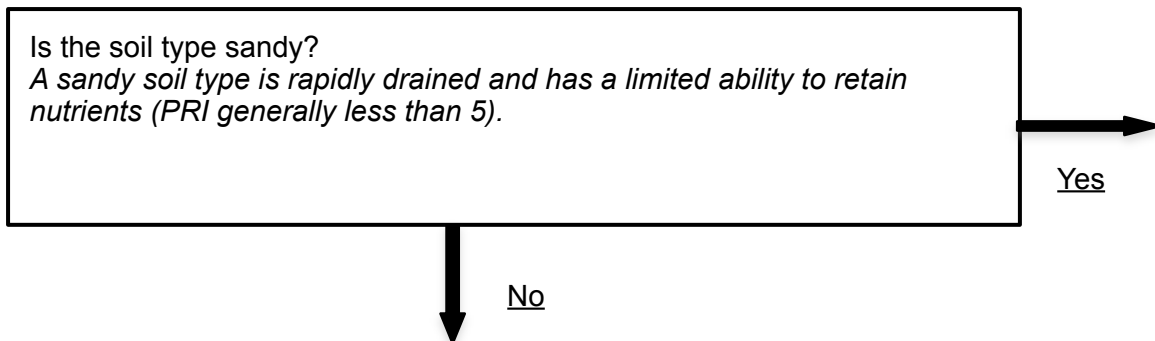 Is the soil type sandy?
A sandy soil type is rapidly drained and has a limited ability to retain
nutrients (PRI generally less than 5).
Yes
No